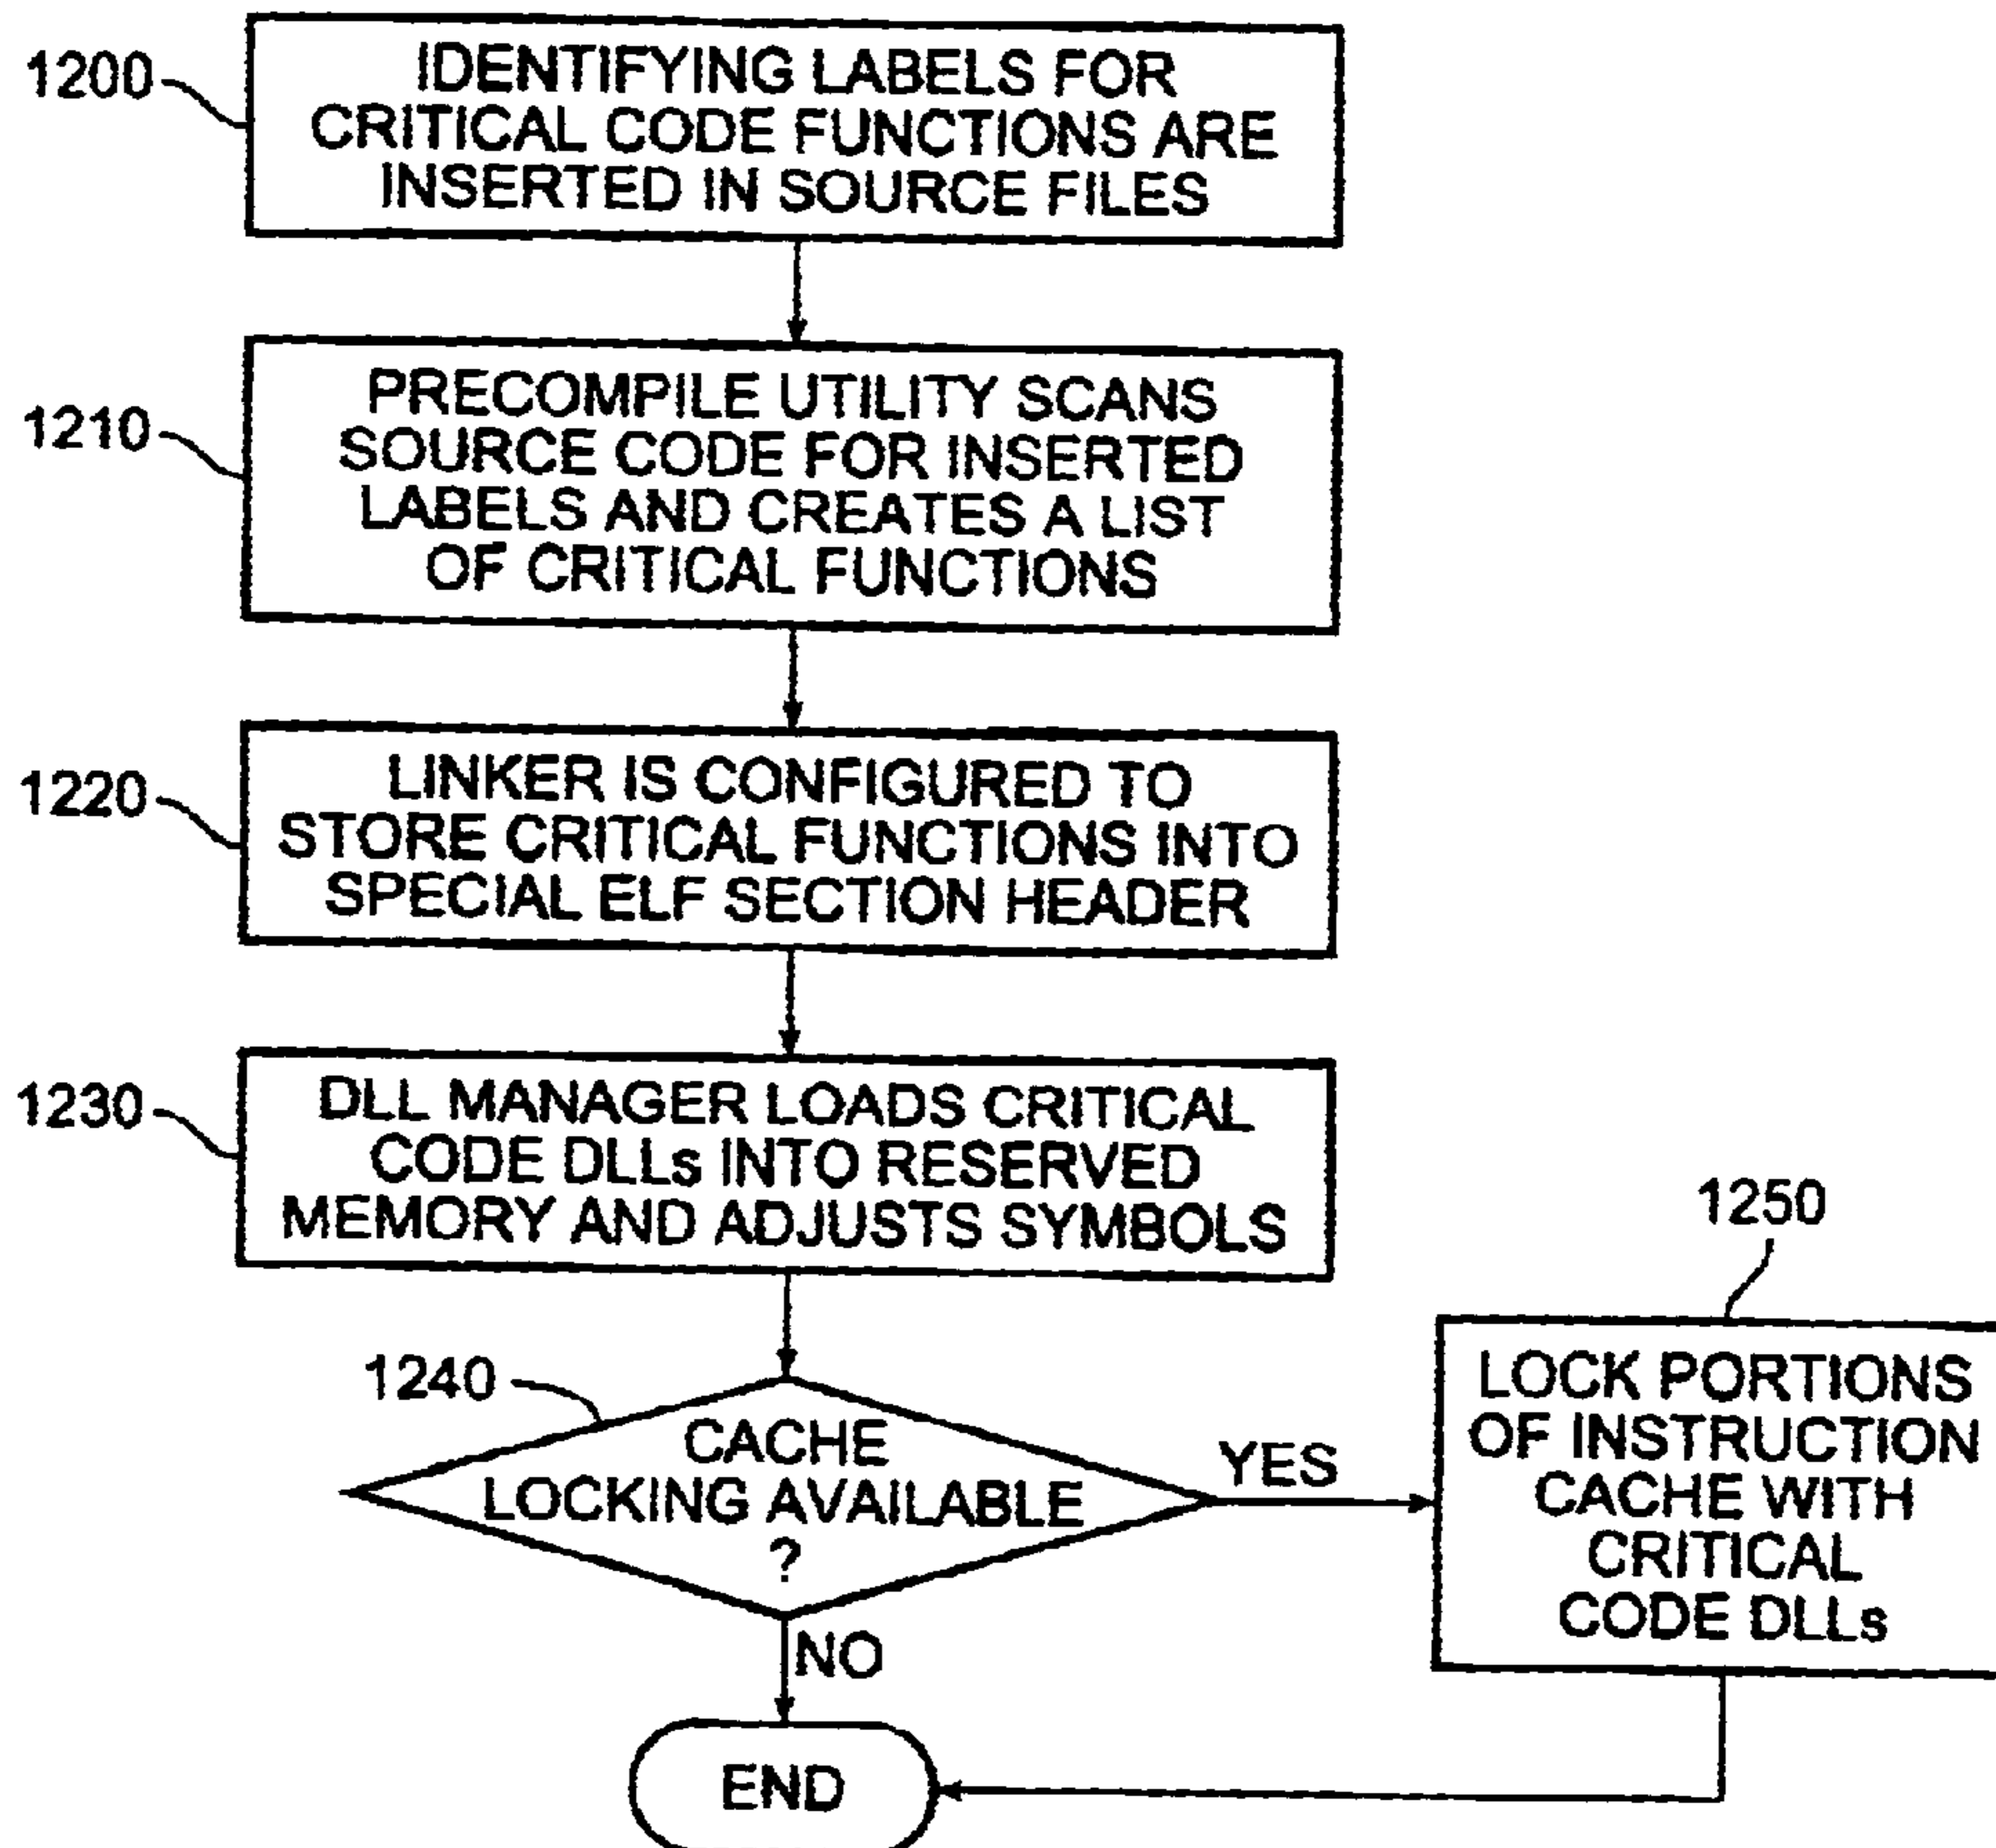 1200
IDENTIFYING LABELS FOR
CRITICAL CODE FUNCTIONS ARE
INSERTED IN SOURCE FILES
1210
PRECOMPILE UTILITY SCANS
SOURCE CODE FOR INSERTED
LABELS AND CREATES A LIST
OF CRITICAL FUNCTIONS
1220
LINKER IS CONFIGURED TO
STORE CRITICAL FUNCTIONS INTO
SPECIAL ELF SECTION HEADER
1230
DLL MANAGER LOADS CRITICAL
CODE DLLs INTO RESERVED
MEMORY AND ADJUSTS SYMBOLS
1240
CACHE
LOCKING AVAILABLE
?
YES
NO
1250
LOCK PORTIONS
OF INSTRUCTION
CACHE WITH
CRITICAL
CODE DLLs
END